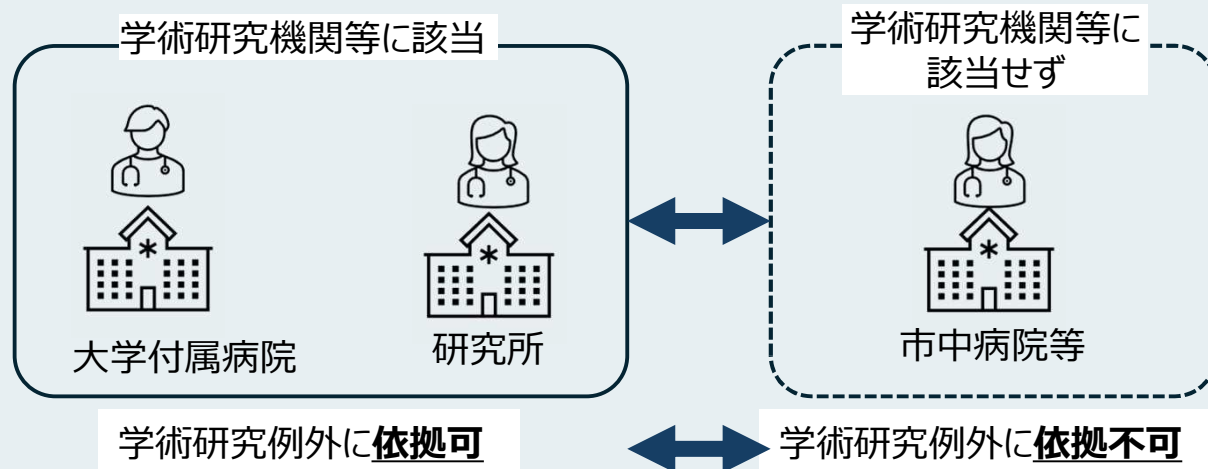 学術研究機関等に該当
学術研究機関等に
該当せず
大学付属病院
研究所
市中病院等
学術研究例外に依拠可
学術研究例外に依拠不可